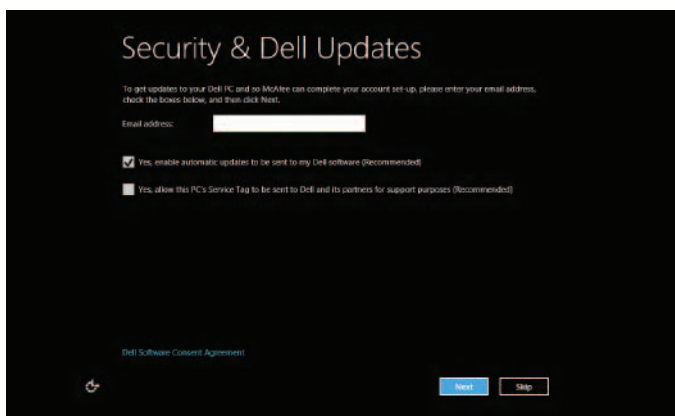 Security & Dell Updates
To get updates to your Dell PC and so McAfee can complete your account set-up, please enter your email address,
check the boxes below, and then click Next.
Email address:
Yes, enable automatic updates to be sent to my Dell software (Recommended)
Yes, allow this PC's Service Tag to be sent to Dell and its partners for support purposes (Recommended)
Dell Software Consent Agreement
Next
Skip